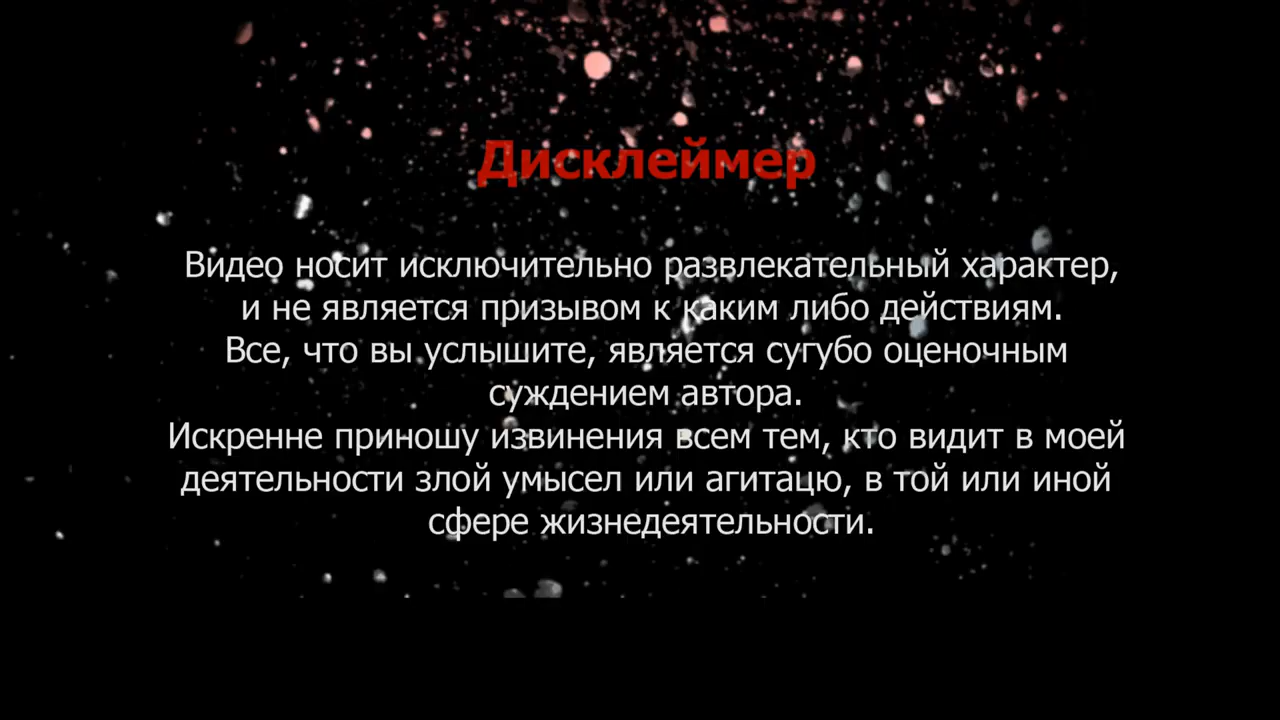 Дисклеймер
Видео носит исключительно развлекательный характер,
и не является призывом к каким либо действиям.
Все, что вы услышите, является сугубо оценочным
суждением автора.
Искренне приношу извинения всем тем, кто видит в моей
деятельности злой умысел или агитацю, в той или иной
сфере жизнедеятельности.